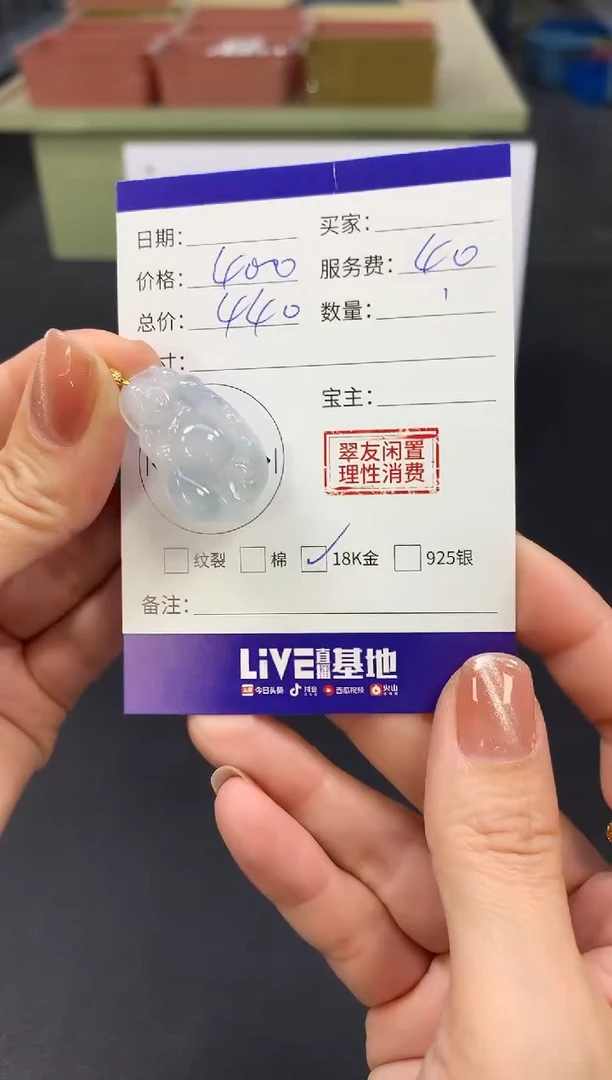 日期： 买家：
价格：400 服务费：40
总价：440 数量：1
寸：
宝主：
翠友闲置
理性消费
纹裂 棉 18K金 925银
备注：
LiVE直播基地
今日头条 抖音 西瓜视频 火山